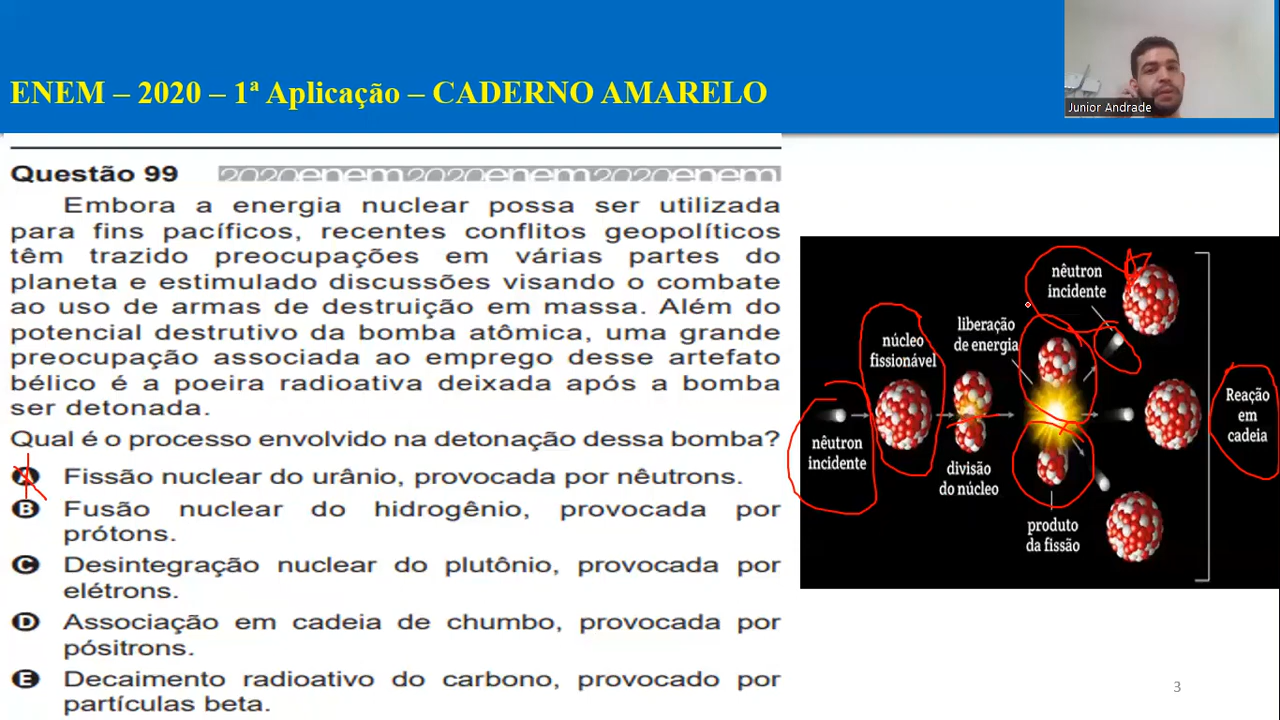 ENEM – 2020 – 1ª Aplicação – CADERNO AMARELO
Junior Andrade
Questão 99
2020enem2020enem2020enem
Embora a energia nuclear possa ser utilizada
para fins pacíficos, recentes conflitos geopolíticos
têm trazido preocupações em várias partes do
planeta e estimulado discussões visando o combate
ao uso de armas de destruição em massa. Além do
potencial destrutivo da bomba atômica, uma grande
preocupação associada ao emprego desse artefato
bélico é a poeira radioativa deixada após a bomba
ser detonada.
Qual é o processo envolvido na detonação dessa bomba?
A Fissão nuclear do urânio, provocada por nêutrons.
B Fusão nuclear do hidrogênio, provocada por
prótons.
C Desintegração nuclear do plutônio, provocada por
elétrons.
D Associação em cadeia de chumbo, provocada por
pósitrons.
E Decaimento radioativo do carbono, provocado por
partículas beta.
nêutron
incidente
núcleo
fissionável
divisão
do núcleo
liberação
de energia
produto
da fissão
nêutron
incidente
Reação
em
cadeia
3